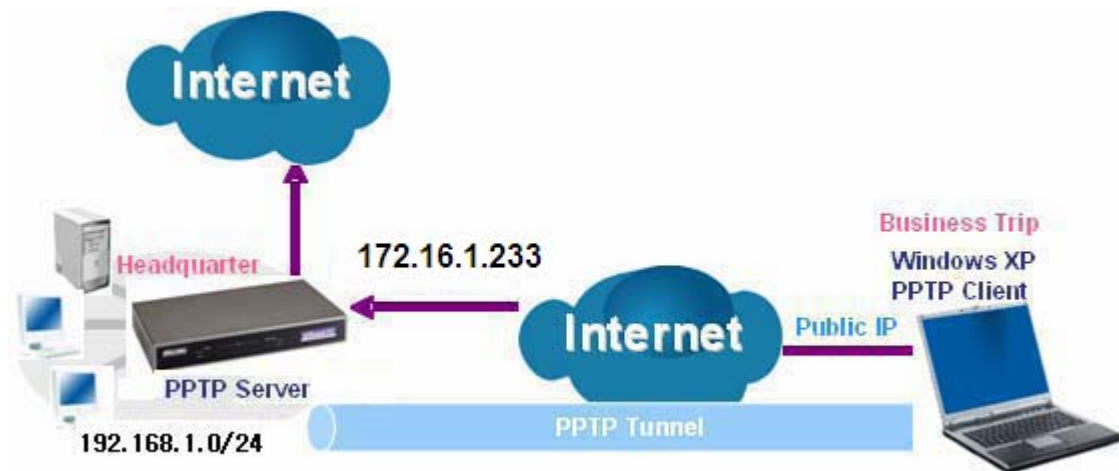 Internet
Business Trip
172.16.1.233
Headquarter
Windows XP
PPTP Client
Public IP
Internet
PPTP Server
PPTP Tunnel
192.168.1.0/24